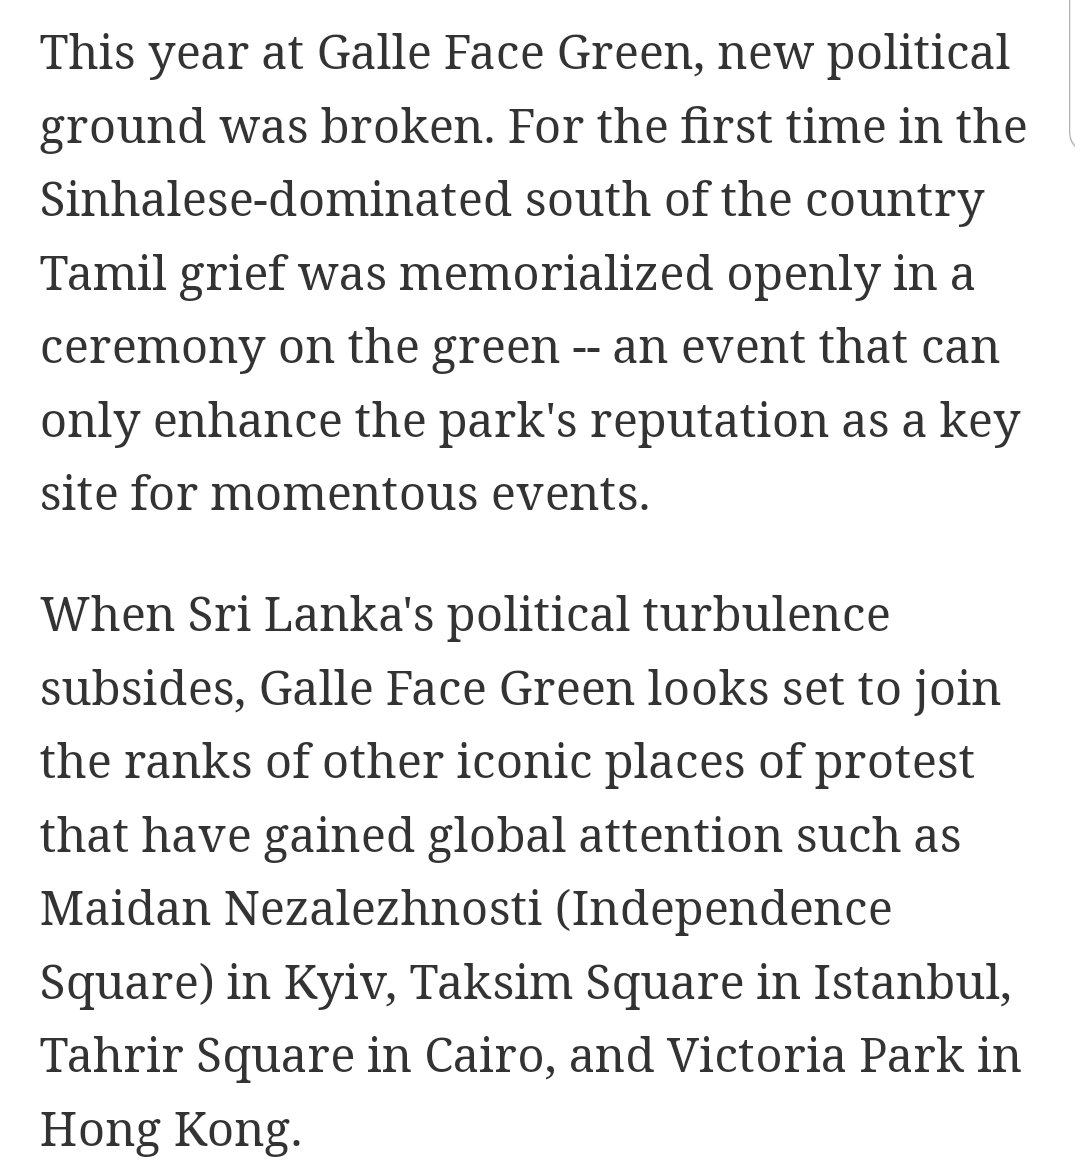 This year at Galle Face Green, new political
ground was broken. For the first time in the
Sinhalese-dominated south of the country
Tamil grief was memorialized openly in a
ceremony on the green -- an event that can
only enhance the park's reputation as a key
site for momentous events.
When Sri Lanka's political turbulence
subsides, Galle Face Green looks set to join
the ranks of other iconic places of protest
that have gained global attention such as
Maidan Nezalezhnosti (Independence
Square) in Kyiv, Taksim Square in Istanbul,
Tahrir Square in Cairo, and Victoria Park in
Hong Kong.